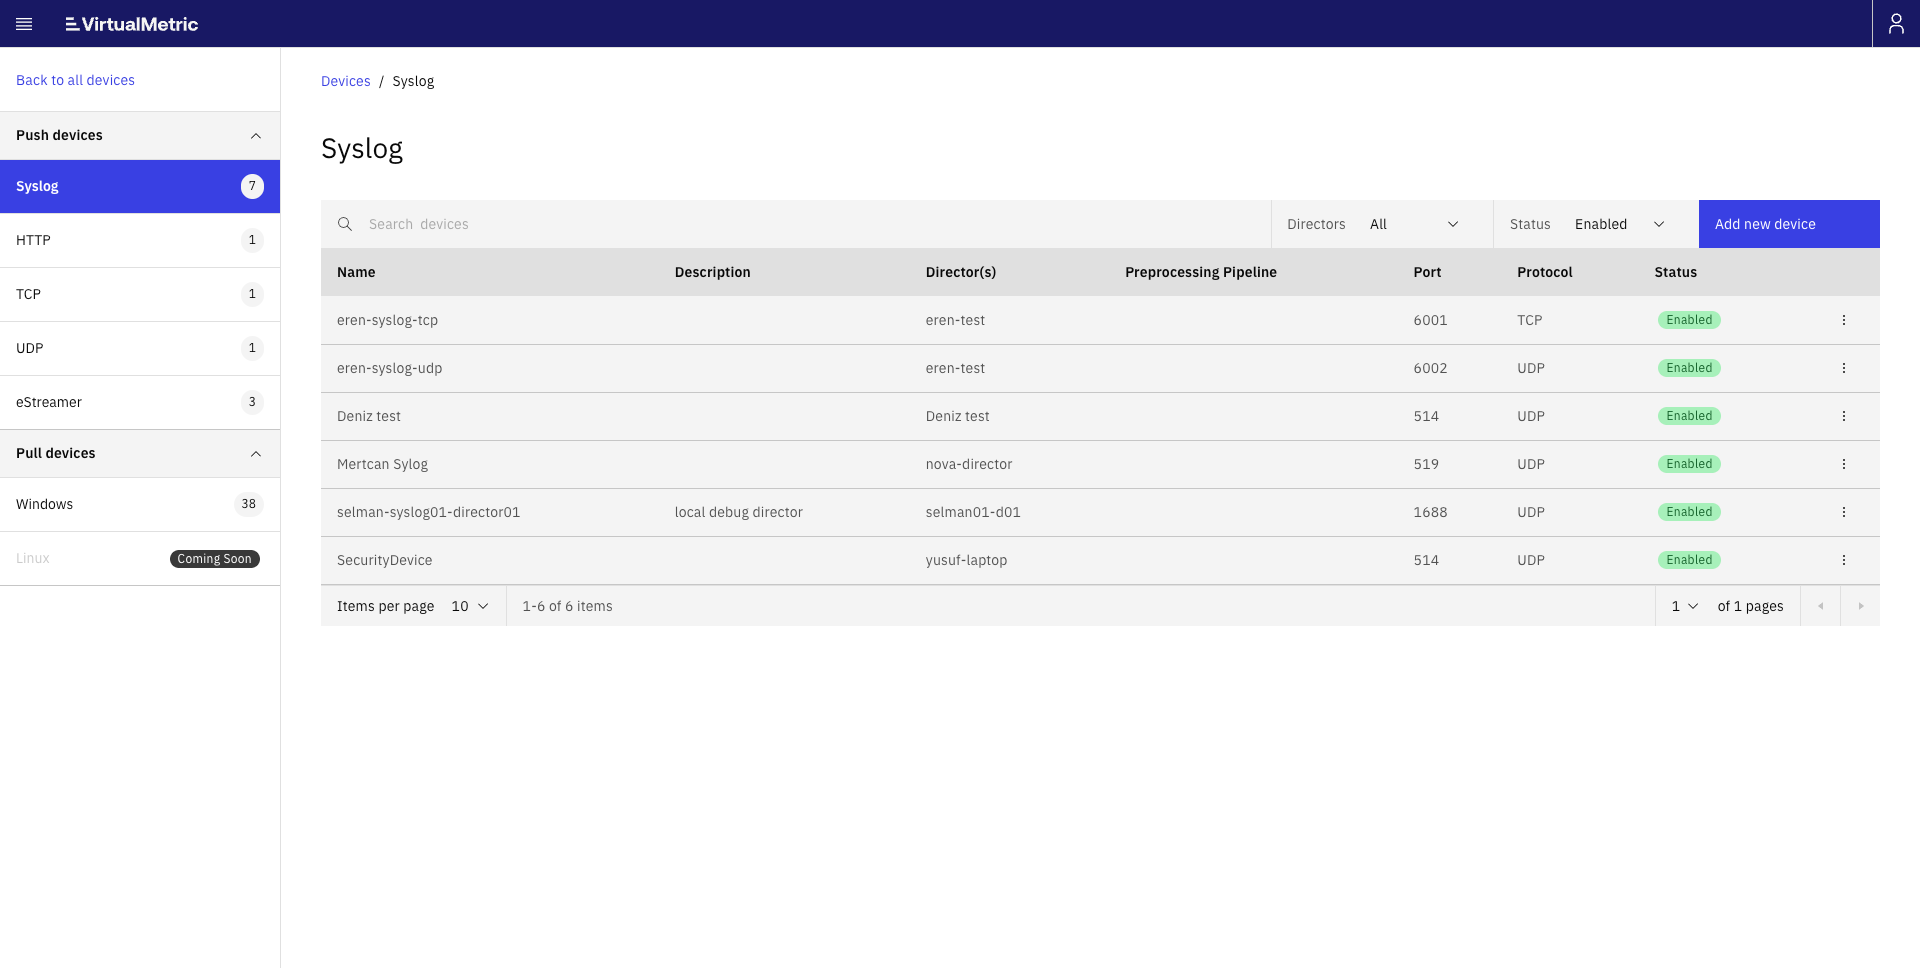 VirtualMetric
Back to all devices
Push devices
Syslog 7
HTTP 1
TCP 1
UDP 1
eStreamer 3
Pull devices
Windows 38
Linux Coming Soon
Devices / Syslog
Syslog
Search devices Directors All Status Enabled Add new device
Name Description Director(s) Preprocessing Pipeline Port Protocol Status
eren-syslog-tcp eren-test 6001 TCP Enabled
eren-syslog-udp eren-test 6002 UDP Enabled
Deniz test Deniz test 514 UDP Enabled
Mertcan Sylog nova-director 519 UDP Enabled
selman-syslog01-director01 local debug director selman01-d01 1688 UDP Enabled
SecurityDevice yusuf-laptop 514 UDP Enabled
Items per page 10 1-6 of 6 items 1 of 1 pages